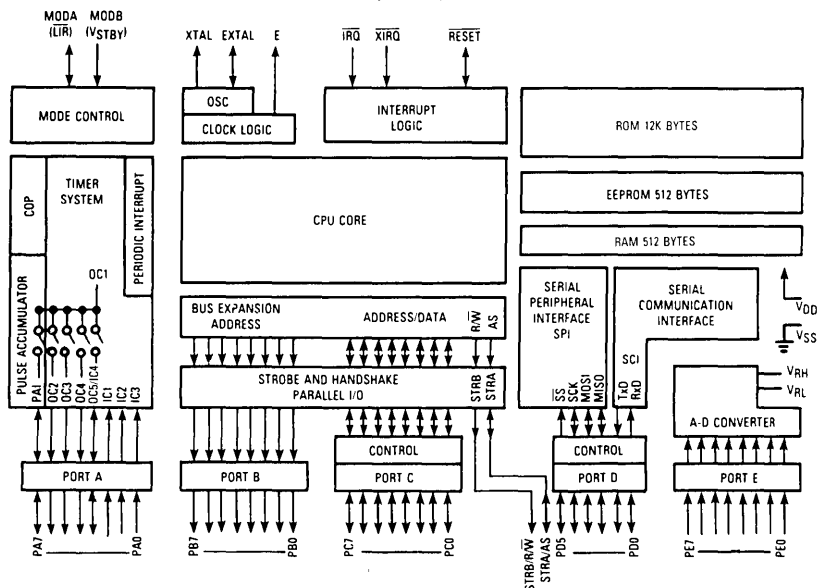 MODA
(LIR)
MODB
(VSTBY)
XTAL
EXTAL
E
IRQ
XIRQ
RESET
MODE CONTROL
OSC
CLOCK LOGIC
INTERRUPT
LOGIC
ROM 12K BYTES
COP
TIMER
SYSTEM
PERIODIC INTERRUPT
CPU CORE
EEPROM 512 BYTES
RAM 512 BYTES
PULSE ACCUMULATOR
OC1
PAI
OC2
OC3
OC4
OC5/IC4
IC1
IC2
IC3
BUS EXPANSION
ADDRESS
ADDRESS/DATA
R/W
AS
STROBE AND HANDSHAKE
PARALLEL I/O
STRB
STRA
SERIAL
PERIPHERAL
INTERFACE
SPI
SS
SCK
MOSI
MISO
SERIAL
COMMUNICATION
INTERFACE
SCI
TxD
RxD
VDD
VSS
VRH
VRL
A-D CONVERTER
CONTROL
CONTROL
PORT A
PORT B
PORT C
PORT D
PORT E
PA7
PA0
PB7
PB0
PC7
PC0
STRB/R/W
STRA/AS
PD5
PD0
PE7
PE0